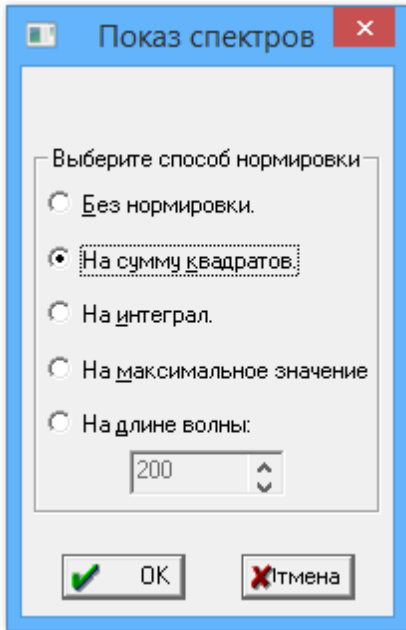 Показ спектров
Выберите способ нормировки
Без нормировки.
На сумму квадратов.
На интеграл.
На максимальное значение
На длине волны:
200
OK
Отмена